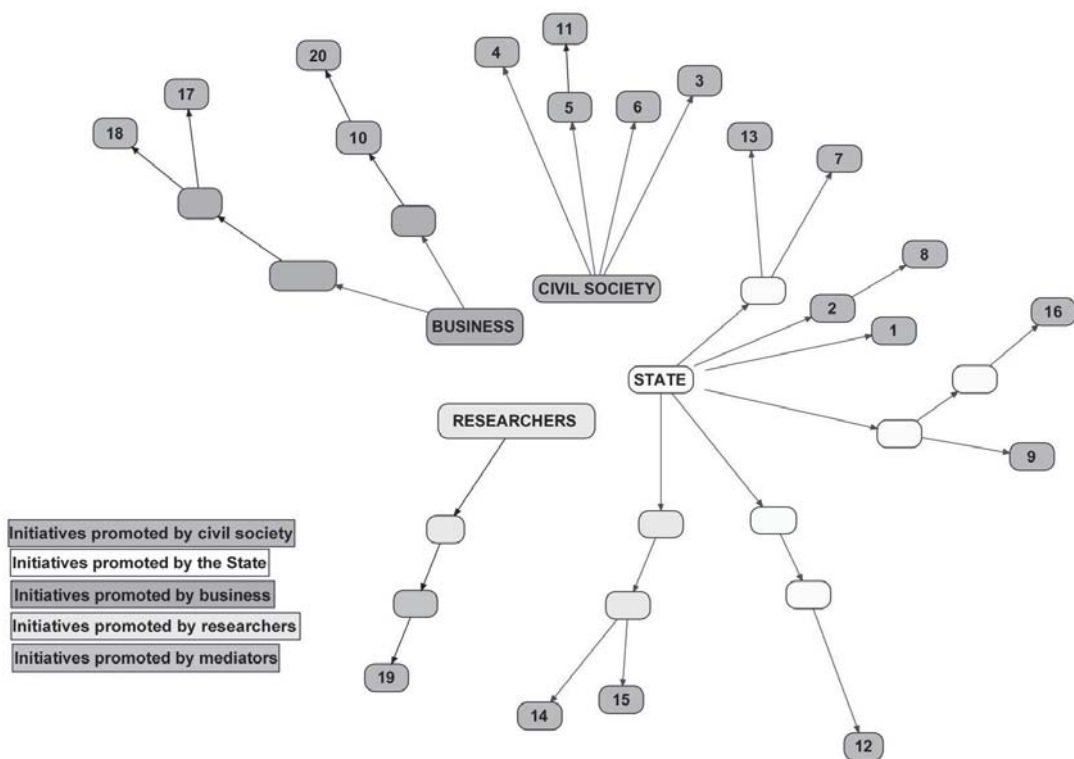 11
4
20
3
17
5
6
18
10
13
7
8
CIVIL SOCIETY
2
16
BUSINESS
1
STATE
RESEARCHERS
9
Initiatives promoted by civil society
Initiatives promoted by the State
Initiatives promoted by business
Initiatives promoted by researchers
Initiatives promoted by mediators
19
15
14
12